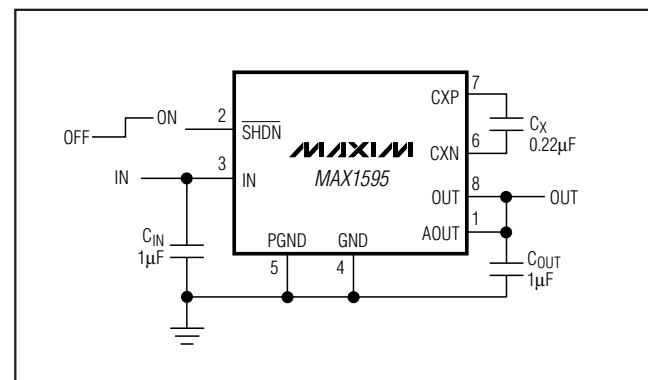 7
CXP
ON
2
OFF
SHDN
CX
0.22µF
3
MAXIM
CXN
6
IN
IN
MAX1595
OUT
8
OUT
AOUT
1
CIN
1µF
PGND
GND
COUT
1µF
5
4